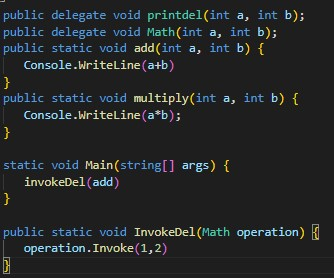 public delegate void printdel(int a, int b);
public delegate void Math(int a, int b);
public static void add(int a, int b) {
Console.WriteLine(a+b)
}
public static void multiply(int a, int b) {
Console.WriteLine(a*b);
}
static void Main(string[] args) {
invokeDel(add)
}
public static void InvokeDel(Math operation) {
operation.Invoke(1,2)
}